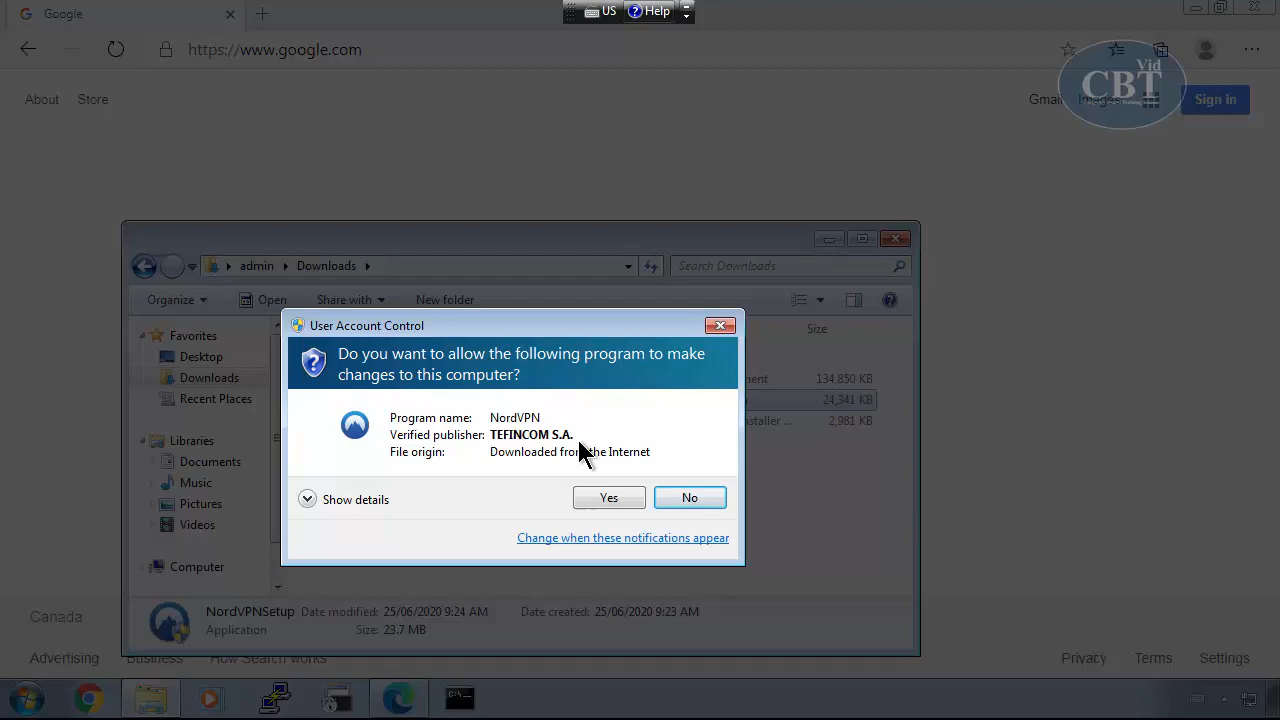 Google
US
Help
https://www.google.com
Vid
CBT
About
Store
Gmail
Images
Sign in
admin
Downloads
Search Downloads
Organize
Open
Share with
New folder
Favorites
Desktop
Downloads
Recent Places
Libraries
Documents
Music
Pictures
Videos
Computer
Size
134,850 KB
24,341 KB
2,981 KB
User Account Control
Do you want to allow the following program to make
changes to this computer?
Program name: NordVPN
Verified publisher: TEFINCOM S.A.
File origin: Downloaded from the Internet
Show details
Yes
No
Change when these notifications appear
NordVPNSetup Date modified: 25/06/2020 9:24 AM Date created: 25/06/2020 9:23 AM
Application Size: 23.7 MB
Canada
Advertising
Business
How Search works
Privacy
Terms
Settings